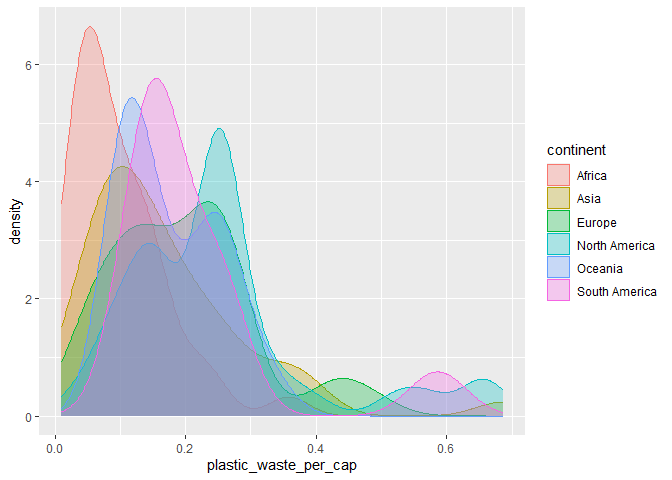 6
4
2
0
density
0.0 0.2 0.4 0.6
plastic_waste_per_cap
continent
Africa
Asia
Europe
North America
Oceania
South America